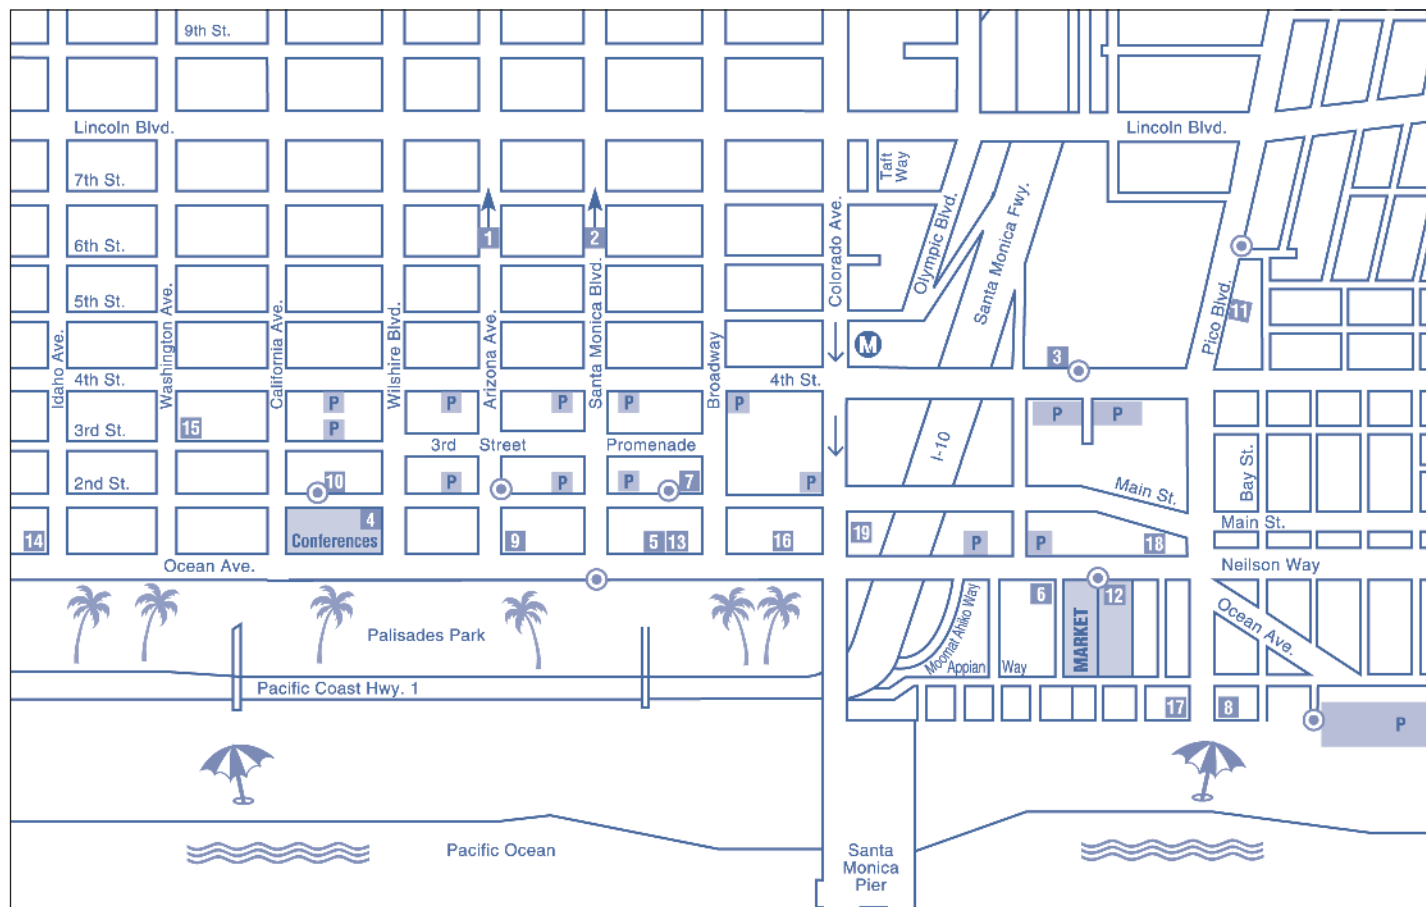 9th St.
Lincoln Blvd.
Lincoln Blvd.
7th St.
Taft
Way
6th St.
1
2
5th St.
Idaho Ave.
Washington Ave.
California Ave.
Wilshire Blvd.
Arizona Ave.
Santa Monica Blvd.
Broadway
Colorado Ave.
Olympic Blvd.
Santa Monica Fwy.
Pico Blvd.
11
M
3
4th St.
4th St.
P
P
P
P
P
P
P
3rd St.
15
P
3rd Street Promenade
I-10
Bay St.
2nd St.
10
P
P
P
7
P
Main St.
Main St.
14
4
Conferences
9
5
13
16
19
P
P
18
Ocean Ave.
Neilson Way
6
12
MARKET
Moomat Ahiko Way
Appian Way
Ocean Ave.
Palisades Park
Pacific Coast Hwy. 1
17
8
P
Pacific Ocean
Santa
Monica
Pier